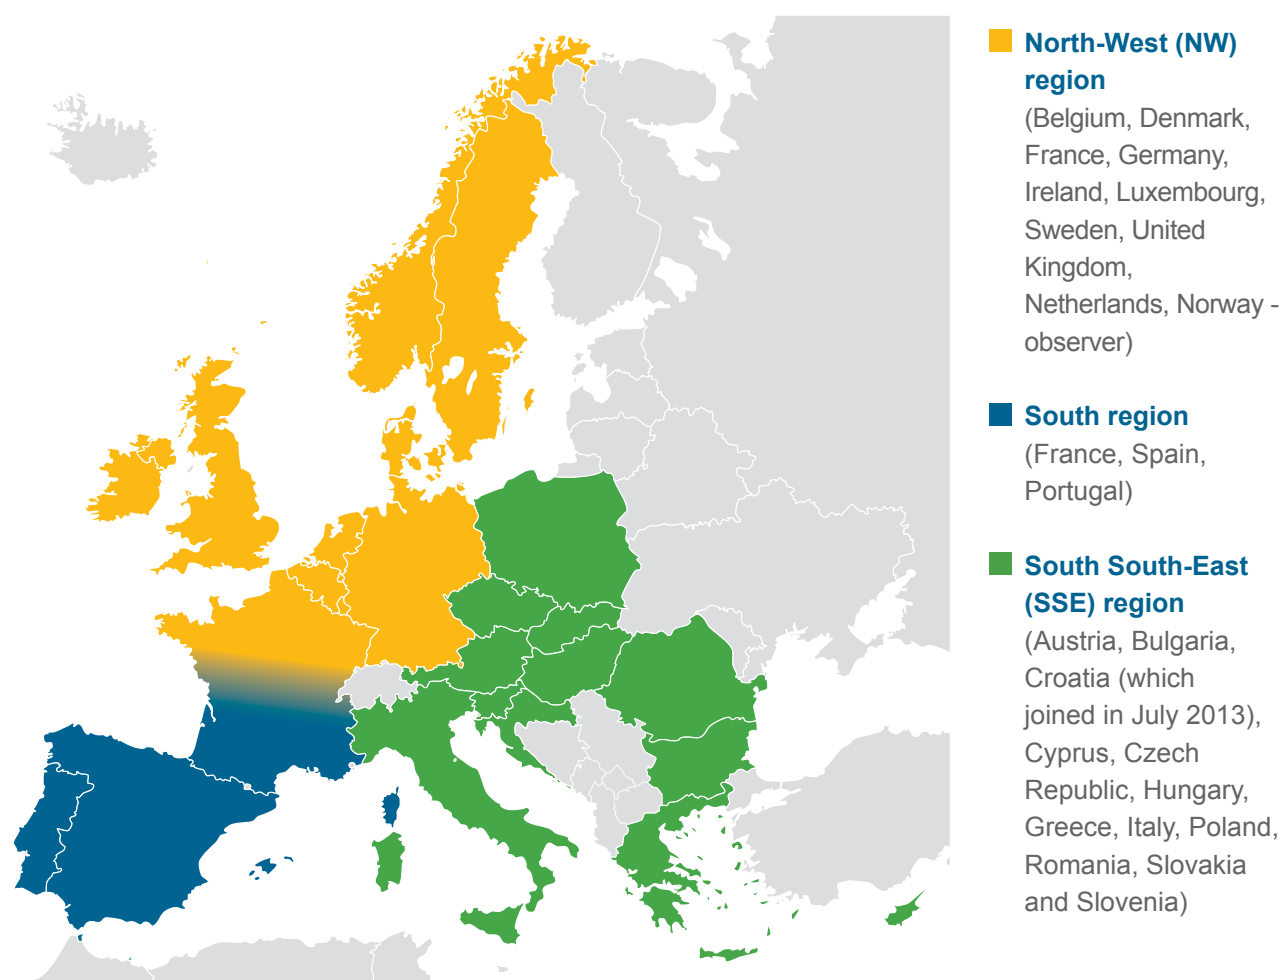 North-West (NW)
region
(Belgium, Denmark,
France, Germany,
Ireland, Luxembourg,
Sweden, United
Kingdom,
Netherlands, Norway -
observer)
South region
(France, Spain,
Portugal)
South South-East
(SSE) region
(Austria, Bulgaria,
Croatia (which
joined in July 2013),
Cyprus, Czech
Republic, Hungary,
Greece, Italy, Poland,
Romania, Slovakia
and Slovenia)